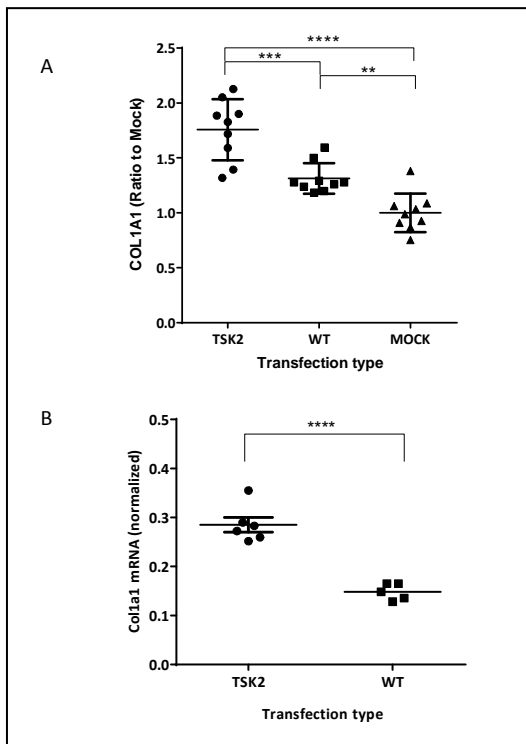 A
COL1A1 (Ratio to Mock)
2.5
2.0
1.5
1.0
0.5
0.0
****
***
**
TSK2 WT MOCK
Transfection type
B
Col1a1 mRNA (normalized)
0.5
0.4
0.3
0.2
0.1
0.0
****
TSK2 WT
Transfection type